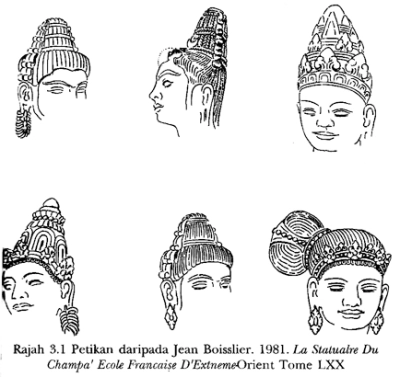 Rajah 3.1 Petikan daripada Jean Boisslier. 1981. La Statualre Du
Champa' Ecole Francaise D'ExtnemeOrient Tome LXX